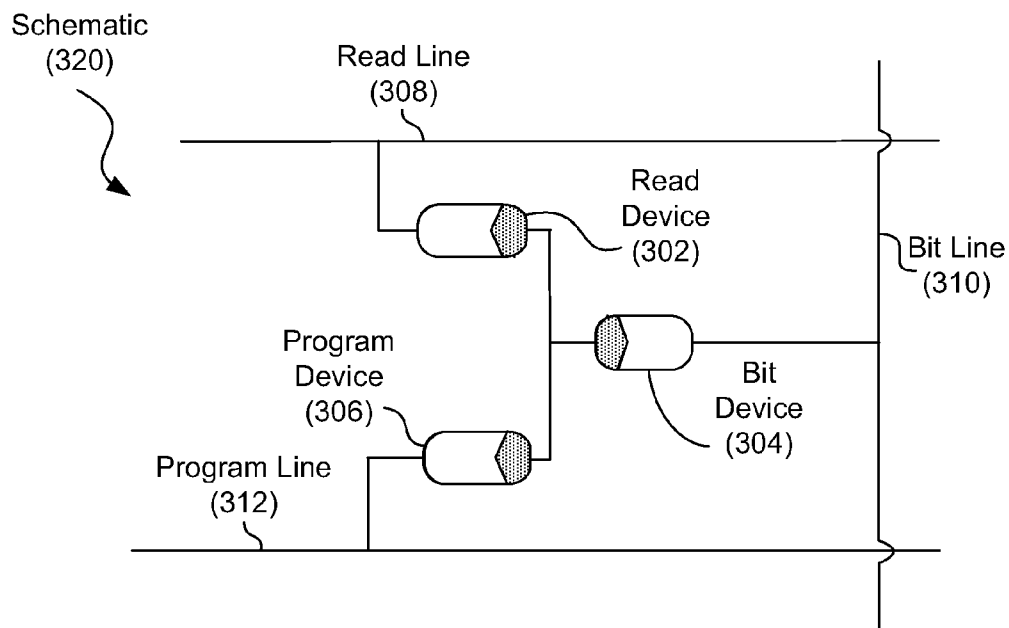 Schematic
(320)
Read Line
(308)
Read
Device
(302)
Bit Line
(310)
Program
Device
(306)
Bit
Device
(304)
Program Line
(312)